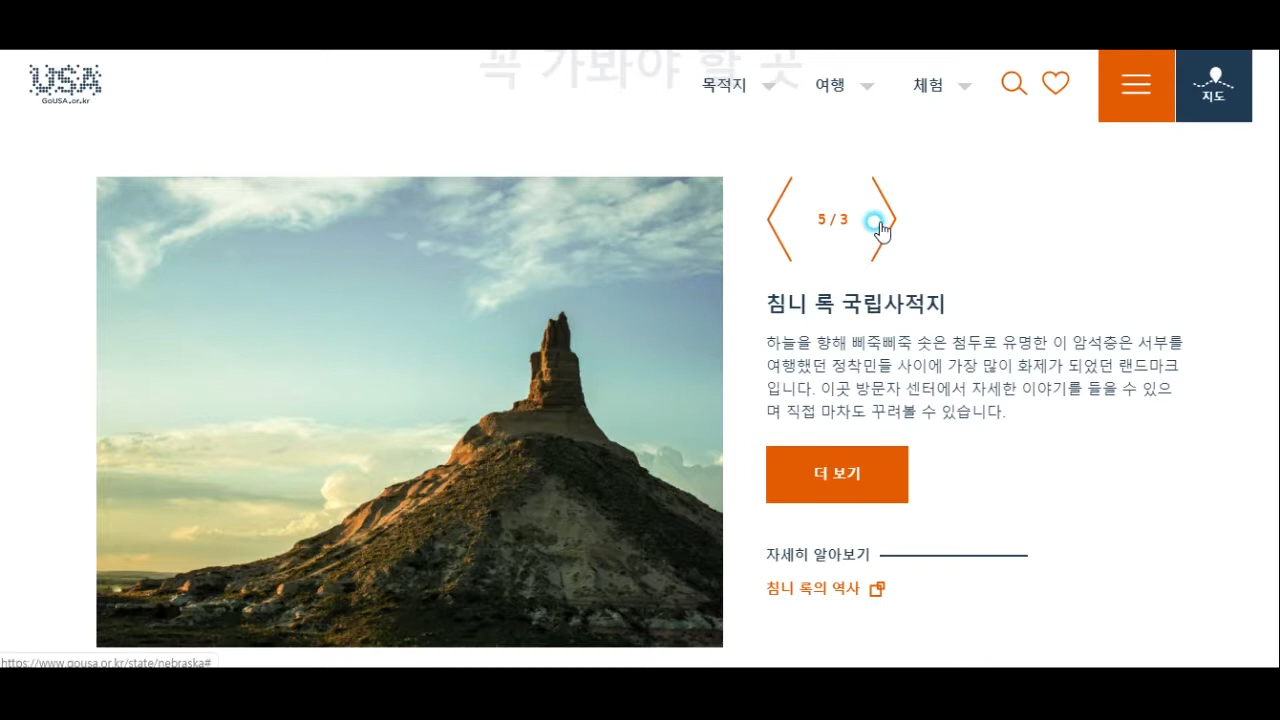 꼭 가봐야 할 곳
USA
GoUSA.or.kr
목적지
여행
체험
지도
5 / 3
침니 록 국립사적지
하늘을 향해 삐죽삐죽 솟은 첨두로 유명한 이 암석층은 서부를
여행했던 정착민들 사이에 가장 많이 화제가 되었던 랜드마크
입니다. 이곳 방문자 센터에서 자세한 이야기를 들을 수 있으
며 직접 마차도 꾸려볼 수 있습니다.
더 보기
자세히 알아보기
침니 록의 역사
https://www.gousa.or.kr/state/nebraska#